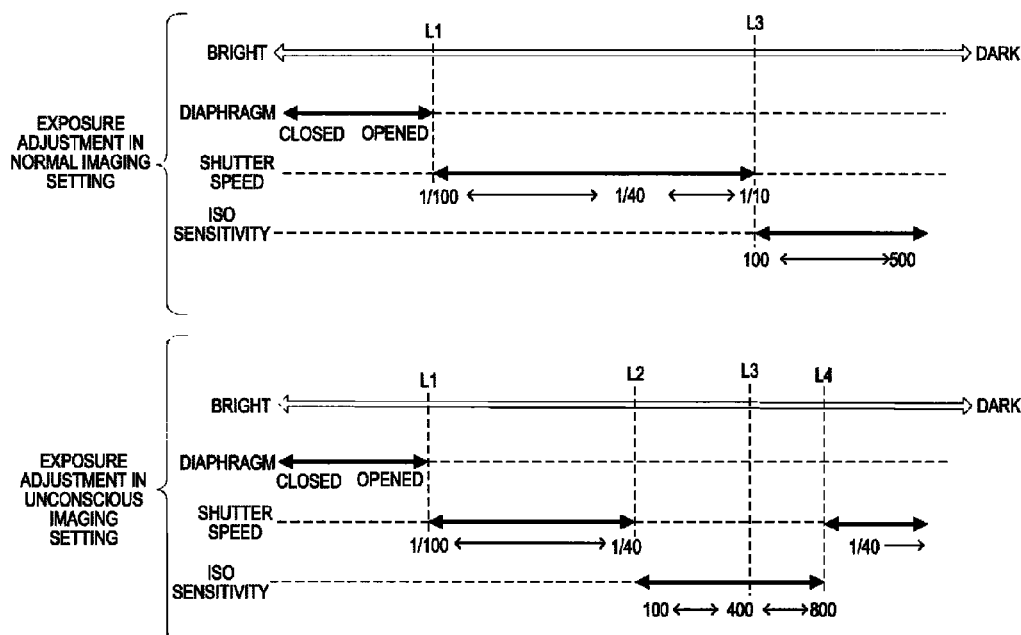 L1 L3
BRIGHT DARK
DIAPHRAGM
CLOSED OPENED
EXPOSURE
ADJUSTMENT IN
NORMAL IMAGING
SETTING
SHUTTER
SPEED
1/100 1/40 1/10
ISO
SENSITIVITY
100 500
L1 L2 L3 L4
BRIGHT DARK
DIAPHRAGM
CLOSED OPENED
EXPOSURE
ADJUSTMENT IN
UNCONSCIOUS
IMAGING
SETTING
SHUTTER
SPEED
1/100 1/40 1/40
ISO
SENSITIVITY
100 400 800